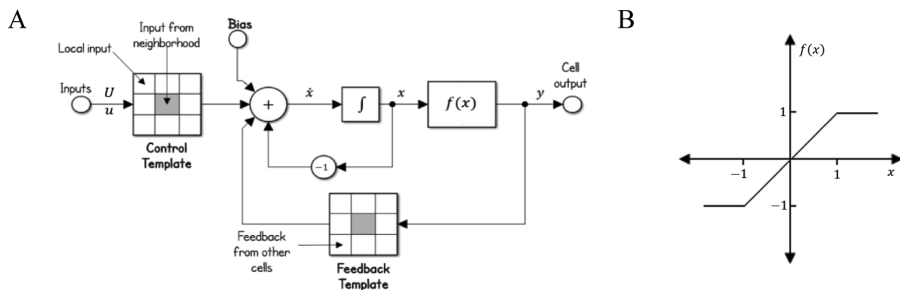 A
B
Input from
neighborhood
Local input
Bias
Inputs
U
u
Control
Template
+
ẋ
∫
x
f(x)
y
Cell
output
−1
Feedback
from other
cells
Feedback
Template
f(x)
1
−1
1
x
−1